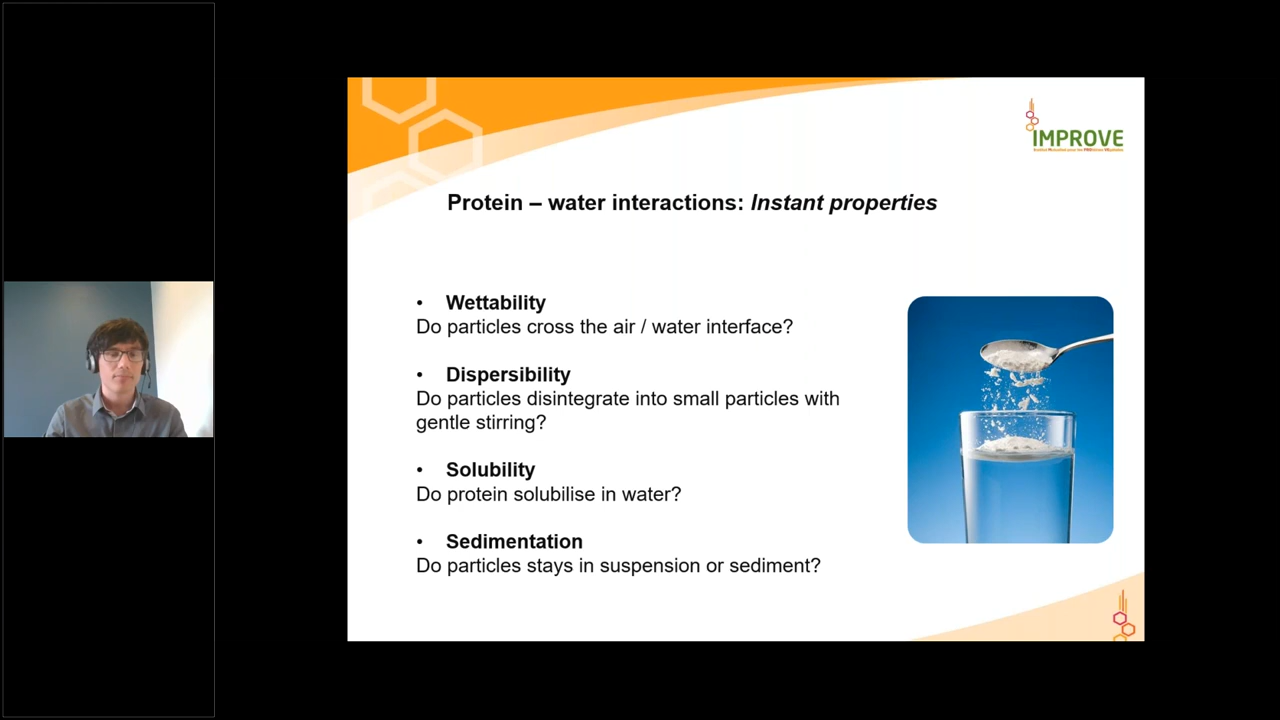 IMPROVE
Protein – water interactions: Instant properties
• Wettability
Do particles cross the air / water interface?
• Dispersibility
Do particles disintegrate into small particles with
gentle stirring?
• Solubility
Do protein solubilise in water?
• Sedimentation
Do particles stays in suspension or sediment?